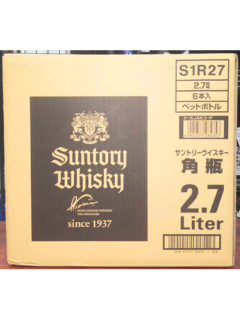 Suntory
Whisky
since 1937
S1R27
2.7ℓ
6本入
ペットボトル
サントリーウイスキー
角瓶
2.7
Liter